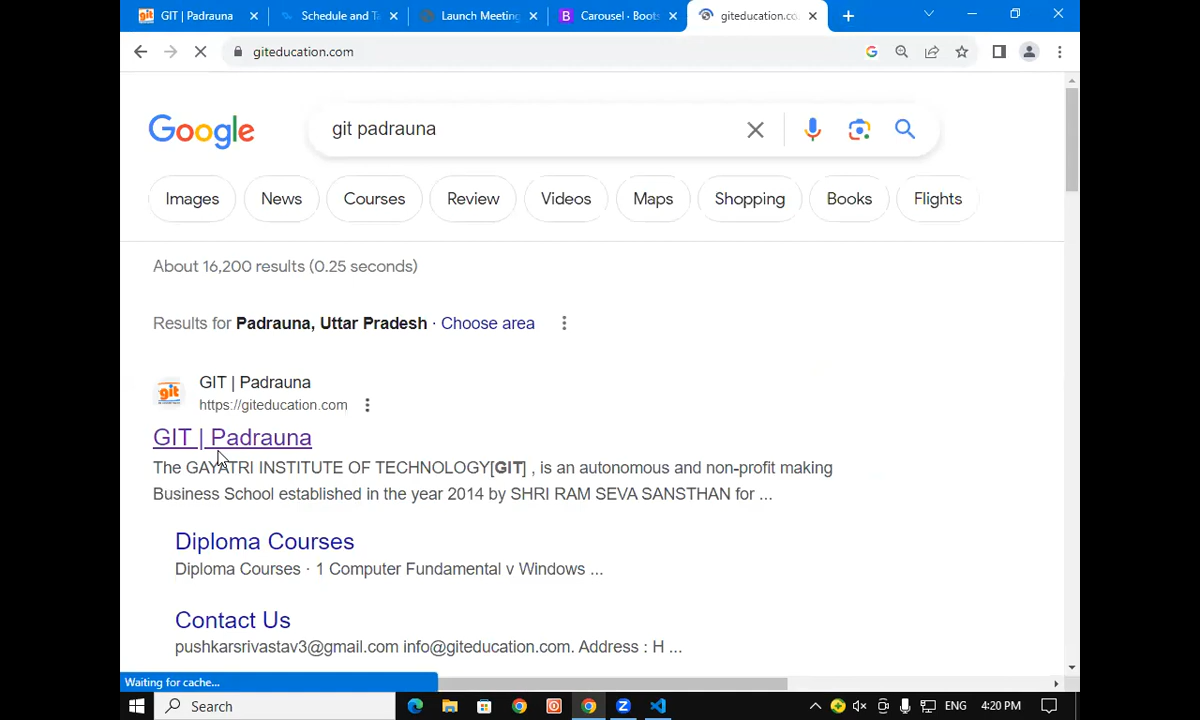 GIT | Padrauna
Schedule and Ta
Launch Meeting
B Carousel · Boots
giteducation.co
giteducation.com
Google
git padrauna
Images
News
Courses
Review
Videos
Maps
Shopping
Books
Flights
About 16,200 results (0.25 seconds)
Results for Padrauna, Uttar Pradesh · Choose area
git
GIT | Padrauna
https://giteducation.com
GIT | Padrauna
The GAYATRI INSTITUTE OF TECHNOLOGY[GIT] , is an autonomous and non-profit making
Business School established in the year 2014 by SHRI RAM SEVA SANSTHAN for ...
Diploma Courses
Diploma Courses · 1 Computer Fundamental v Windows ...
Contact Us
pushkarsrivastav3@gmail.com info@giteducation.com. Address : H ...
Waiting for cache...
Search
ENG
4:20 PM